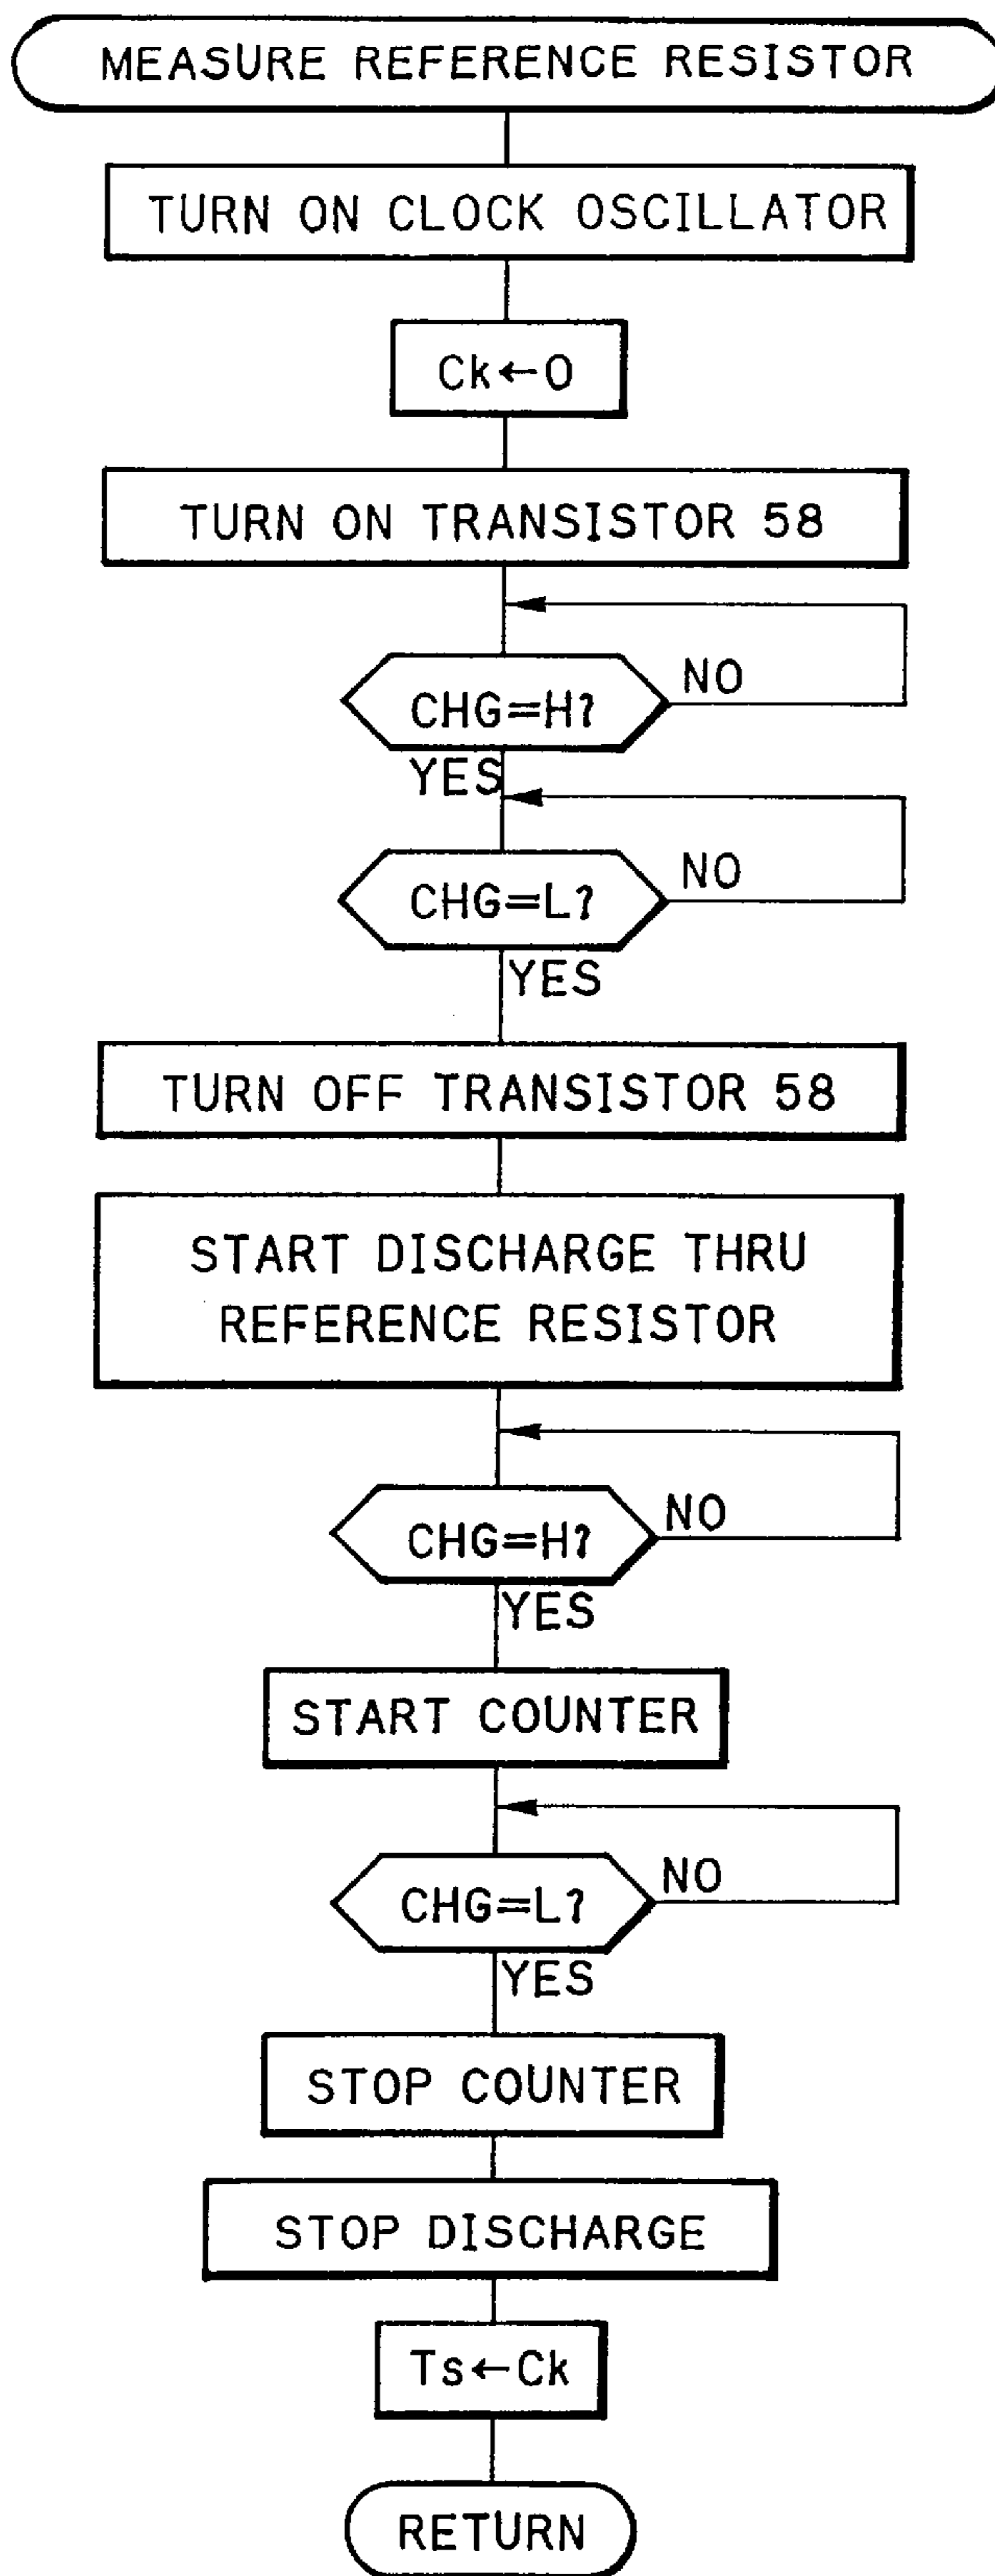 MEASURE REFERENCE RESISTOR
TURN ON CLOCK OSCILLATOR
Ck←0
TURN ON TRANSISTOR 58
CHG=H?
NO
YES
CHG=L?
NO
YES
TURN OFF TRANSISTOR 58
START DISCHARGE THRU
REFERENCE RESISTOR
CHG=H?
NO
YES
START COUNTER
CHG=L?
NO
YES
STOP COUNTER
STOP DISCHARGE
Ts←Ck
RETURN